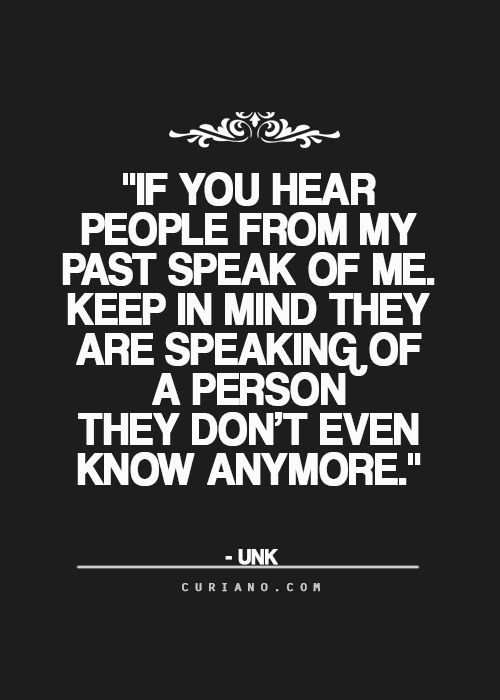 "IF YOU HEAR
PEOPLE FROM MY
PAST SPEAK OF ME.
KEEP IN MIND THEY
ARE SPEAKING OF
A PERSON
THEY DON'T EVEN
KNOW ANYMORE."
- UNK
CURIANO.COM